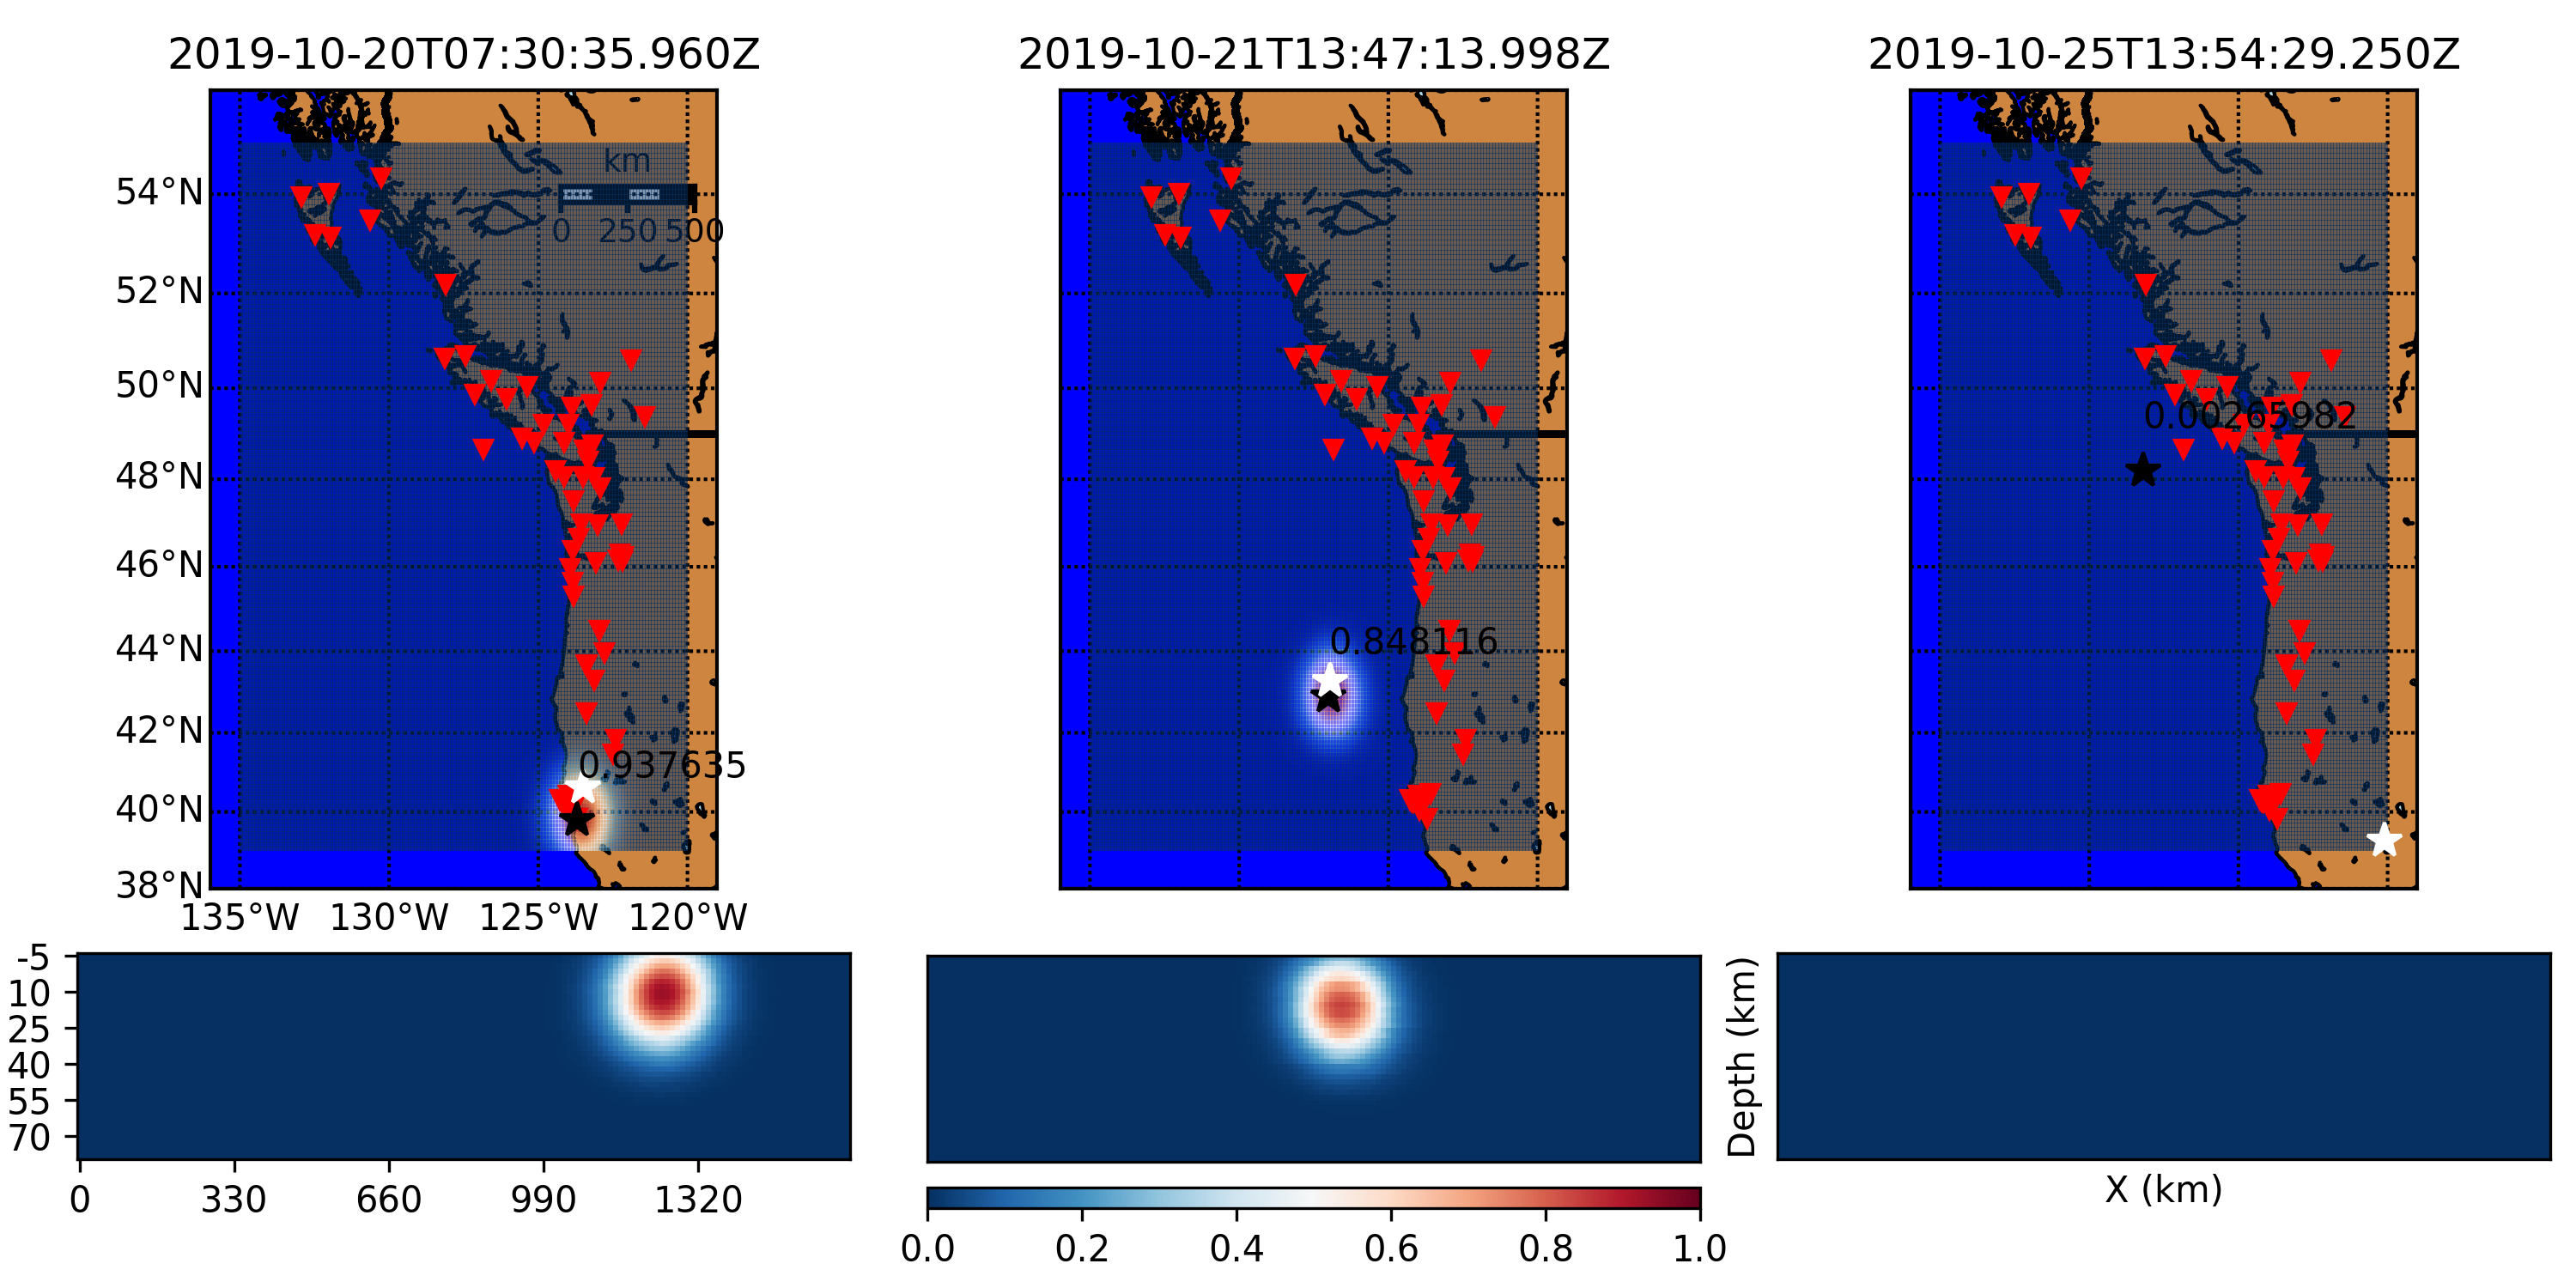 2019-10-20T07:30:35.960Z
2019-10-21T13:47:13.998Z
2019-10-25T13:54:29.250Z
km
0 250 500
54°N
52°N
50°N
48°N
46°N
44°N
42°N
40°N
38°N
135°W 130°W 125°W 120°W
0.937635
0.848116
0.00265982
-5
10
25
40
55
70
0 330 660 990 1320
0.0 0.2 0.4 0.6 0.8 1.0
Depth (km)
X (km)